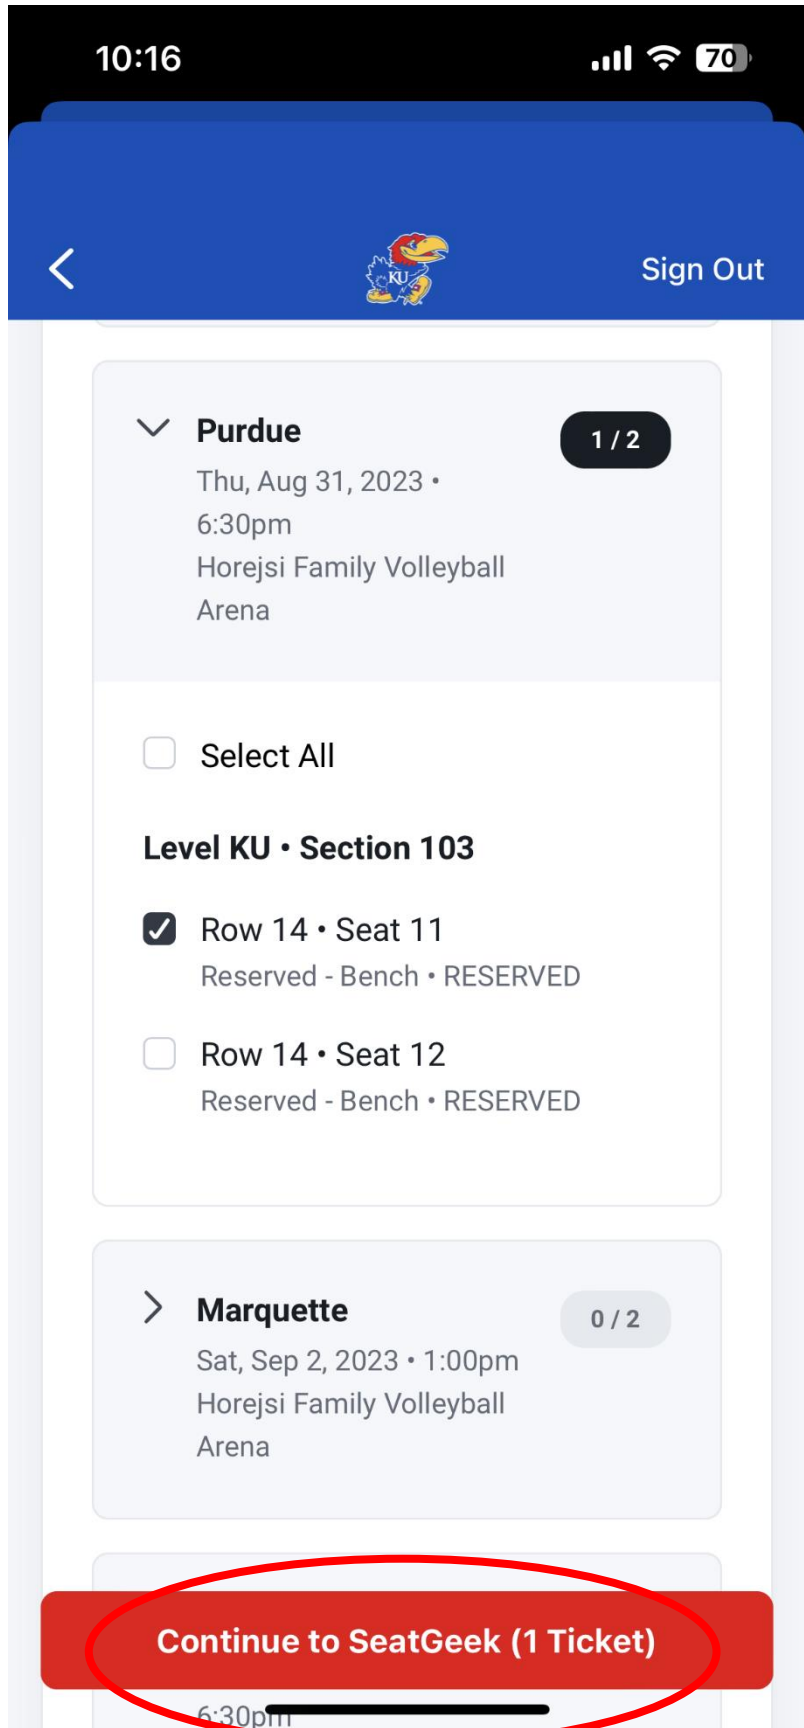 10:16
70
KU
Sign Out
Purdue
1 / 2
Thu, Aug 31, 2023 •
6:30pm
Horejsi Family Volleyball
Arena
Select All
Level KU • Section 103
Row 14 • Seat 11
Reserved - Bench • RESERVED
Row 14 • Seat 12
Reserved - Bench • RESERVED
Marquette
0 / 2
Sat, Sep 2, 2023 • 1:00pm
Horejsi Family Volleyball
Arena
Continue to SeatGeek (1 Ticket)
6:30pm